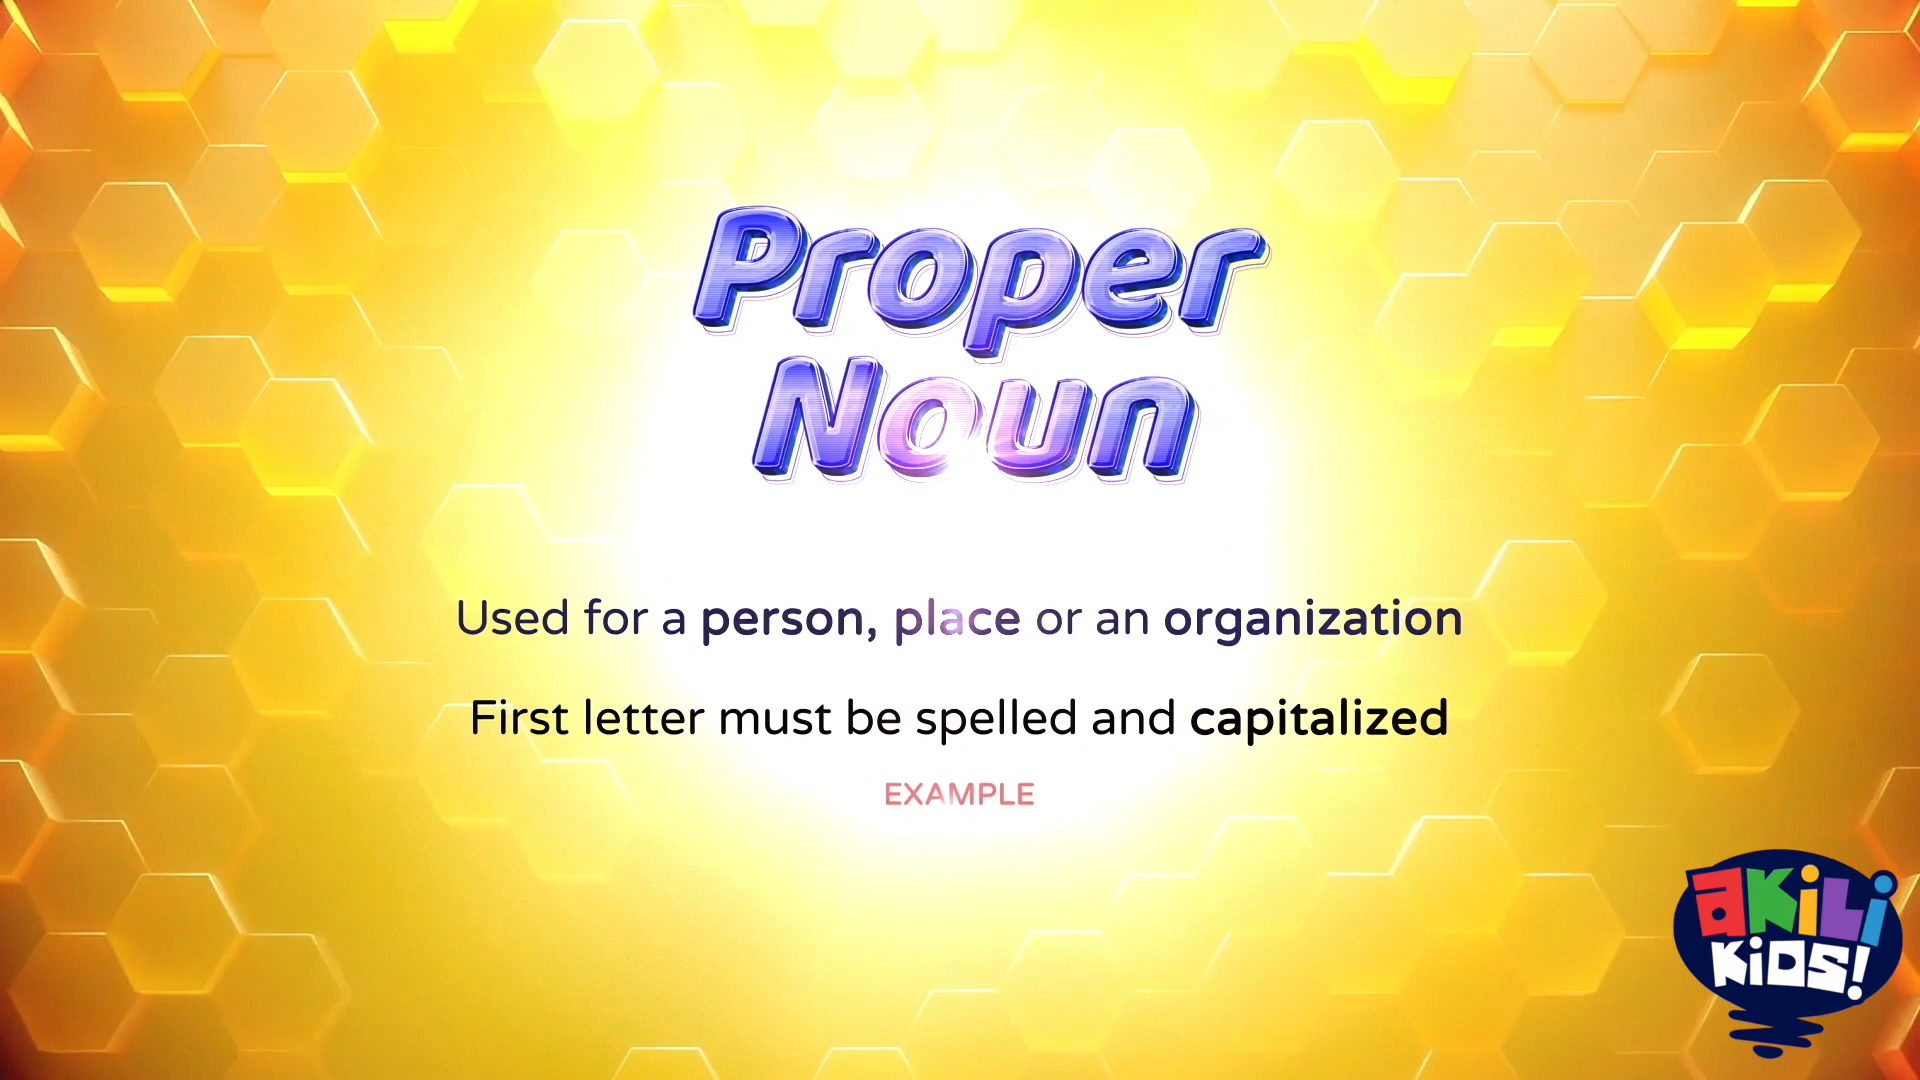 Proper
Noun
Used for a person, place or an organization
First letter must be spelled and capitalized
EXAMPLE
aKiLi
KiDS!